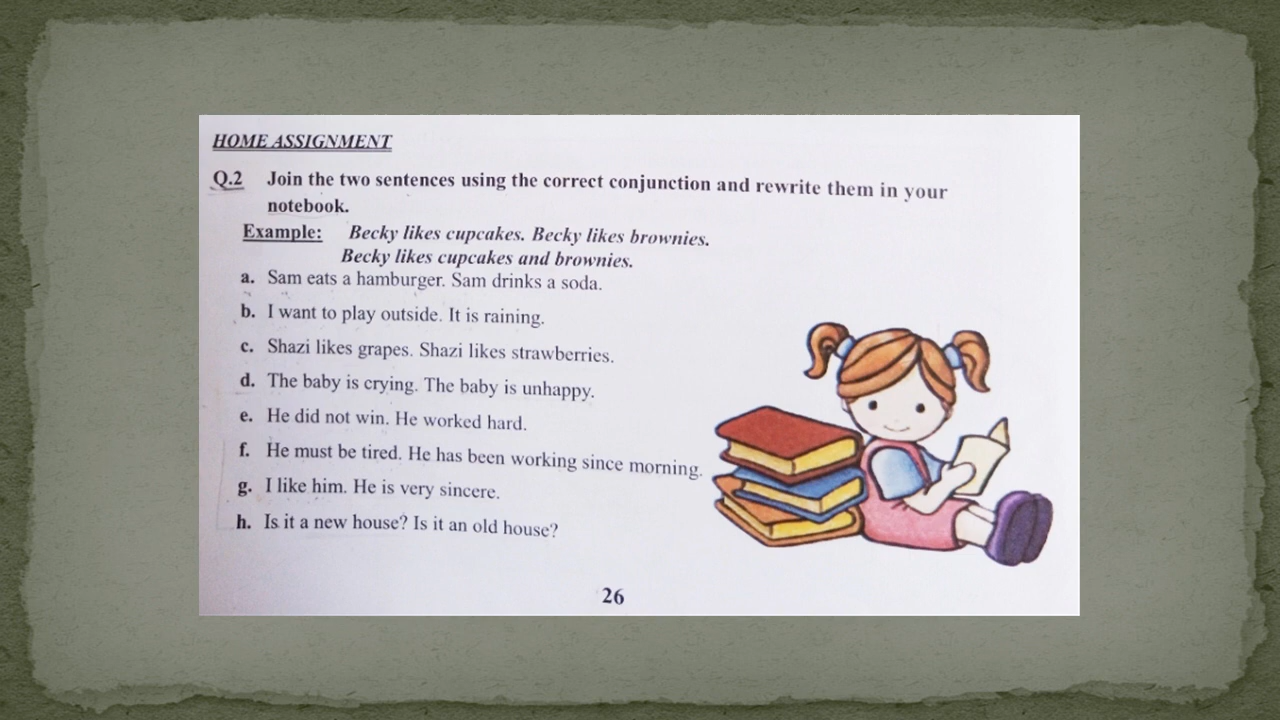 HOME ASSIGNMENT
Q.2 Join the two sentences using the correct conjunction and rewrite them in your
notebook.
Example: Becky likes cupcakes. Becky likes brownies.
Becky likes cupcakes and brownies.
a. Sam eats a hamburger. Sam drinks a soda.
b. I want to play outside. It is raining.
c. Shazi likes grapes. Shazi likes strawberries.
d. The baby is crying. The baby is unhappy.
e. He did not win. He worked hard.
f. He must be tired. He has been working since morning.
g. I like him. He is very sincere.
h. Is it a new house? Is it an old house?
26